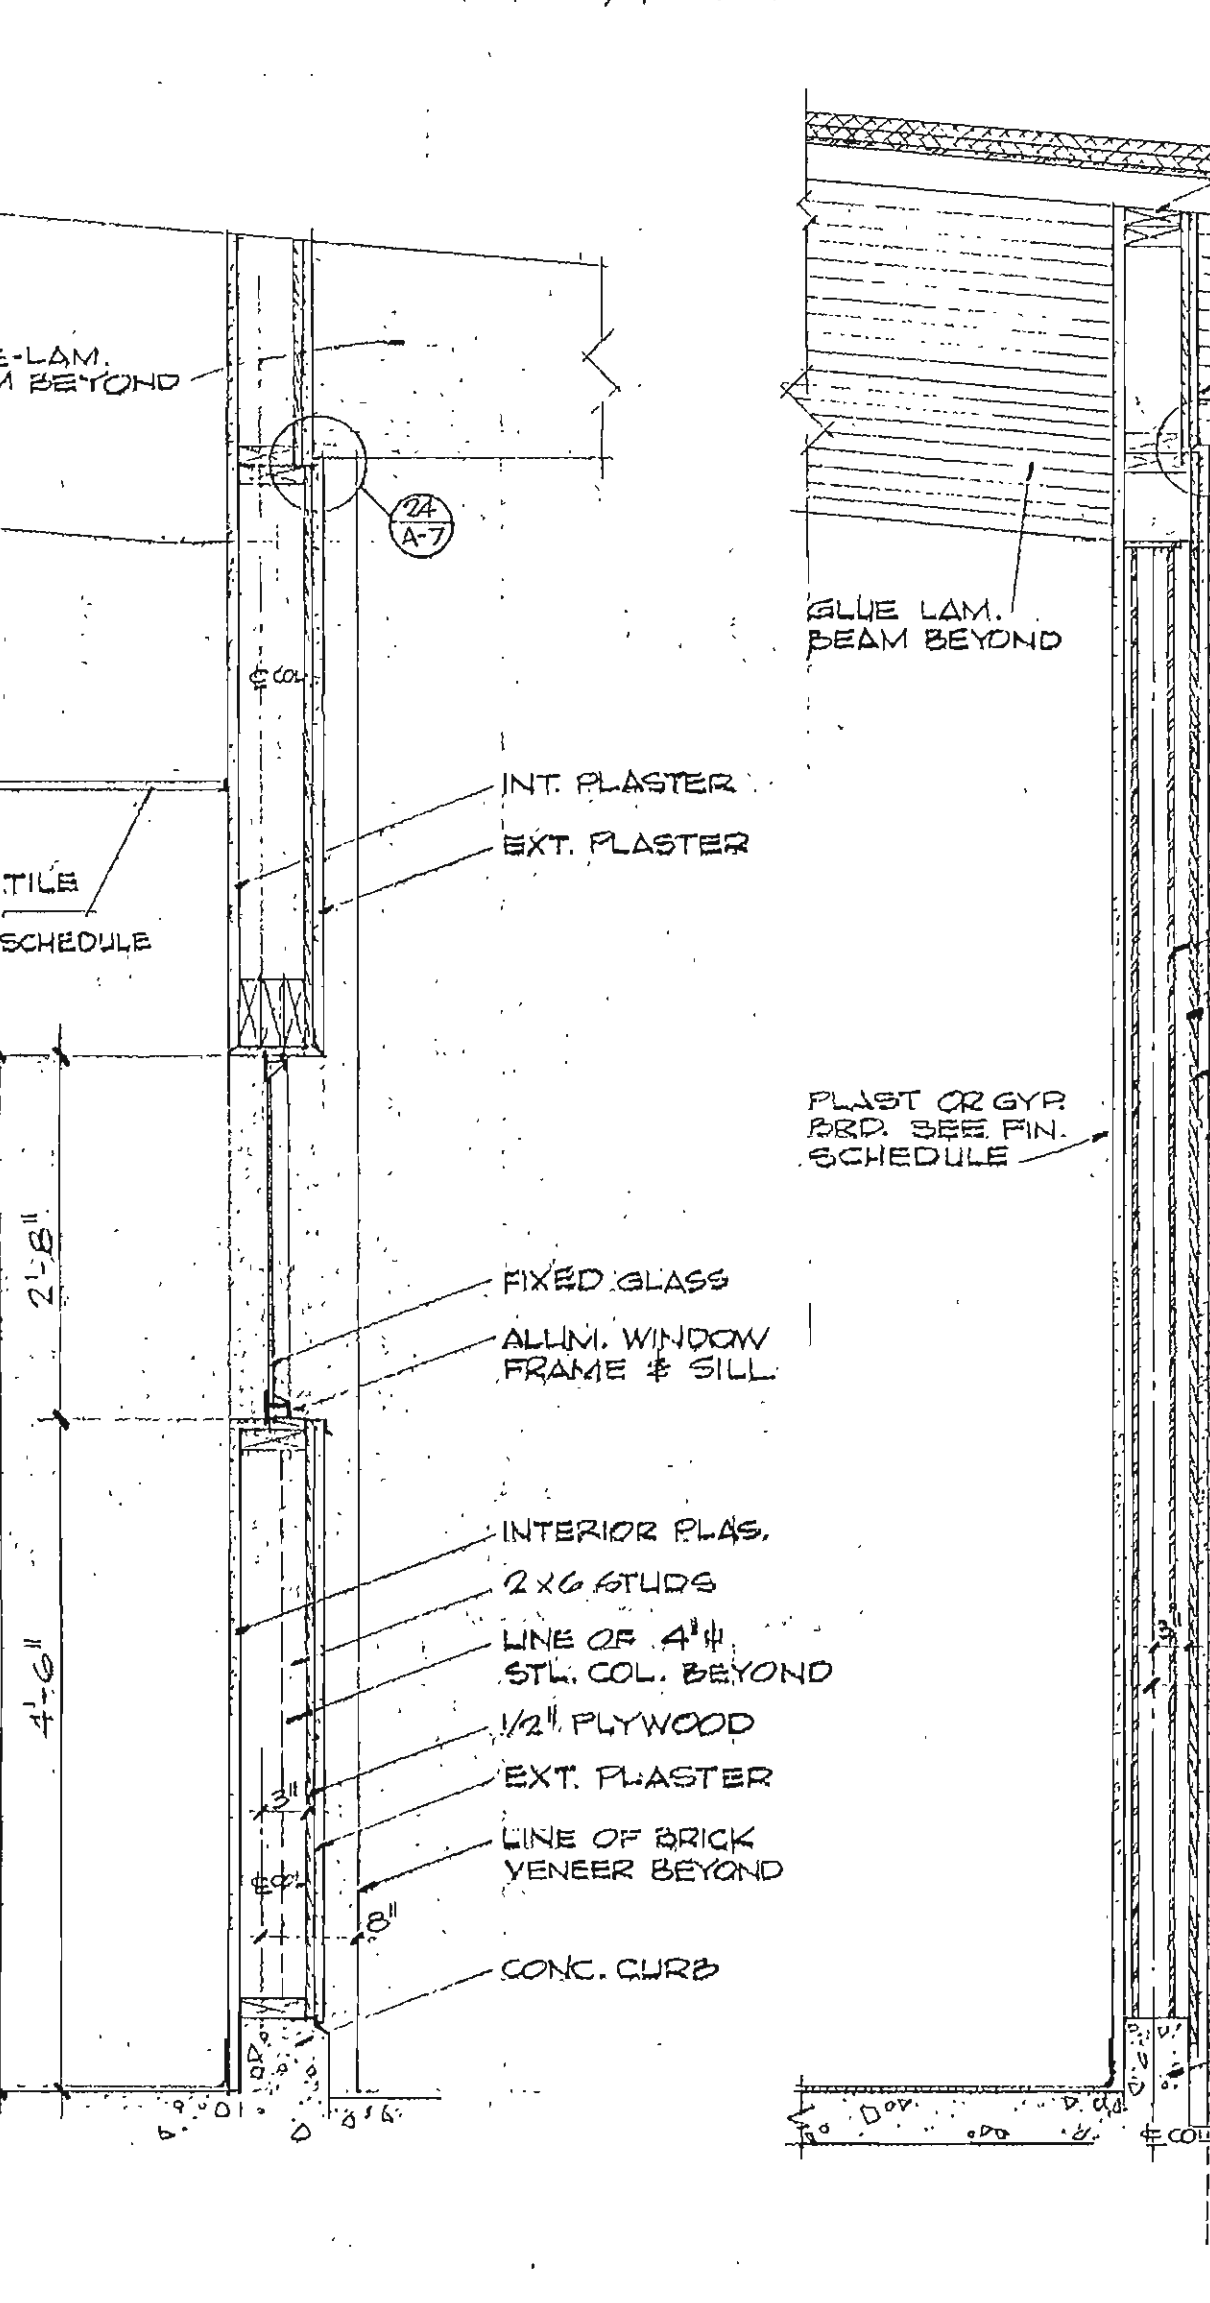 E-LAM.
M BEYOND
24
A-7
GLUE LAM.
BEAM BEYOND
℄ COL
INT. PLASTER
EXT. PLASTER
TILE
SCHEDULE
PLAST OR GYP.
BRD. SEE FIN.
SCHEDULE
2'-8"
FIXED GLASS
ALUM. WINDOW
FRAME & SILL
INTERIOR PLAS.
2X6 STUDS
LINE OF 4"
STL. COL. BEYOND
4'-6"
1/2" PLYWOOD
EXT. PLASTER
3"
3"
LINE OF BRICK
VENEER BEYOND
℄ COL
8"
CONC. CURB
℄ COL